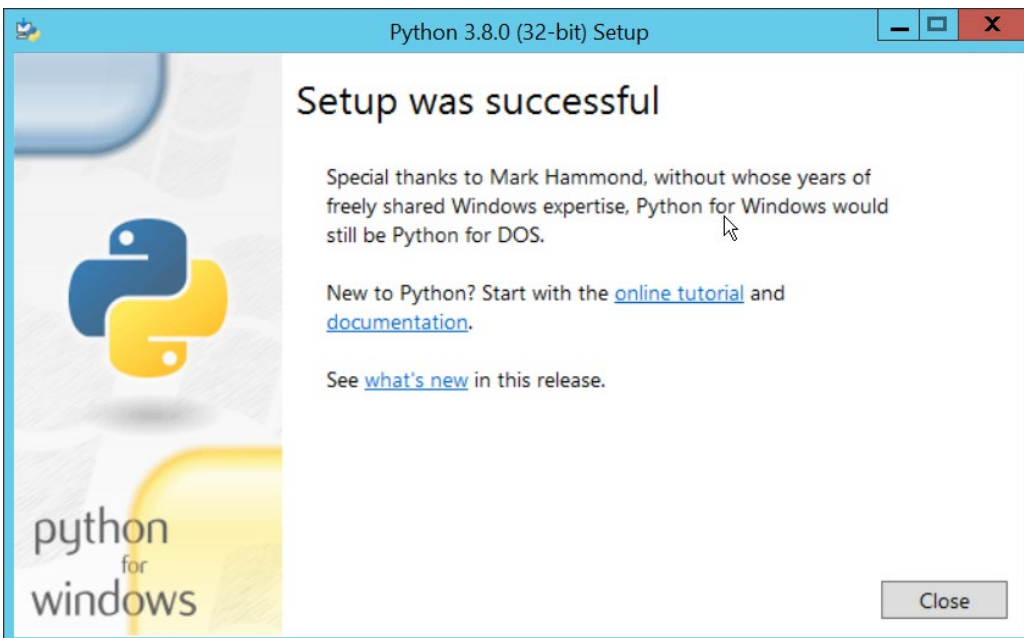 Python 3.8.0 (32-bit) Setup
Setup was successful
Special thanks to Mark Hammond, without whose years of
freely shared Windows expertise, Python for Windows would
still be Python for DOS.
New to Python? Start with the online tutorial and
documentation.
See what's new in this release.
python
for
windows
Close